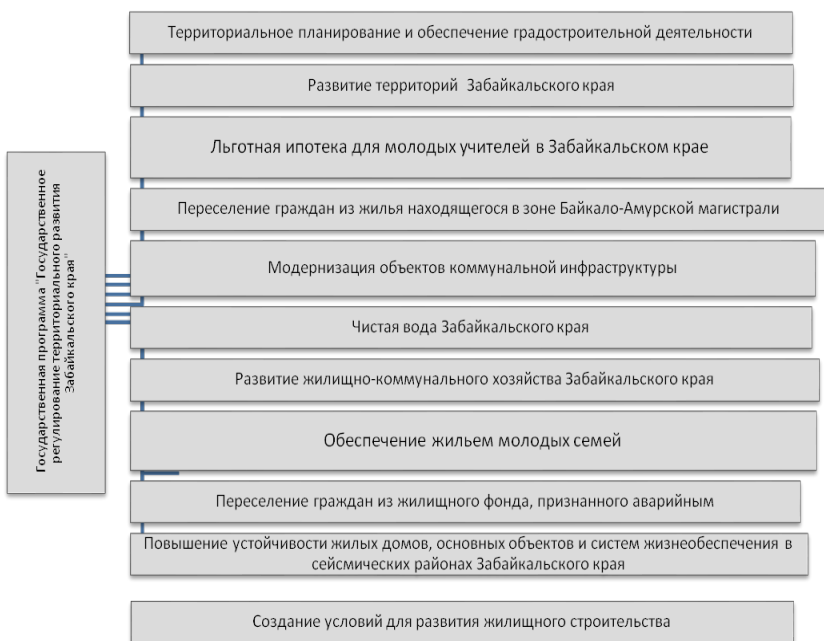 Государственная программа "Государственное
регулирование территориального развития
Забайкальского края"
Территориальное планирование и обеспечение градостроительной деятельности
Развитие территорий Забайкальского края
Льготная ипотека для молодых учителей в Забайкальском крае
Переселение граждан из жилья находящегося в зоне Байкало-Амурской магистрали
Модернизация объектов коммунальной инфраструктуры
Чистая вода Забайкальского края
Развитие жилищно-коммунального хозяйства Забайкальского края
Обеспечение жильем молодых семей
Переселение граждан из жилищного фонда, признанного аварийным
Повышение устойчивости жилых домов, основных объектов и систем жизнеобеспечения в
сейсмических районах Забайкальского края
Создание условий для развития жилищного строительства